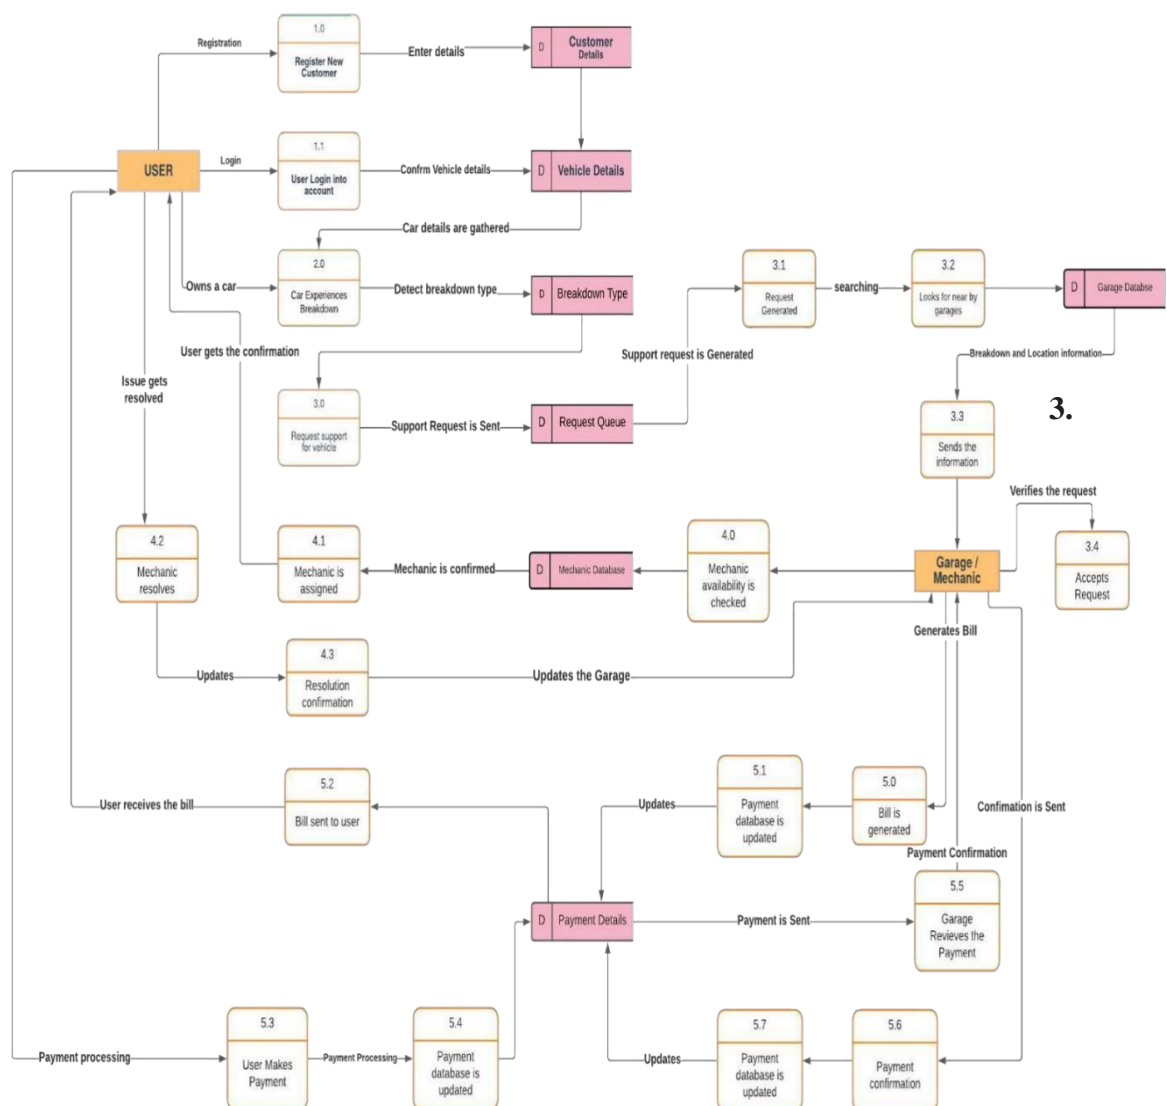 1.0
Register New
Customer
Registration
Enter details
D
Customer
Details
1.1
User Login into
account
USER
Login
Confrm Vehicle details
D
Vehicle Details
Car details are gathered
2.0
Car Experiences
Breakdown
Owns a car
Detect breakdown type
D
Breakdown Type
3.1
Request
Generated
searching
3.2
Looks for near by
garages
D
Garage Databse
User gets the confirmation
Support request is Generated
Breakdown and Location information
Issue gets
resolved
3.0
Request support
for vehicle
Support Request is Sent
D
Request Queue
3.3
Sends the
information
3.
Verifies the request
3.4
Accepts
Request
4.2
Mechanic
resolves
4.1
Mechanic is
assigned
Mechanic is confirmed
D
Mechanic Database
4.0
Mechanic
availability is
checked
Garage /
Mechanic
Generates Bill
Updates
4.3
Resolution
confirmation
Updates the Garage
User receives the bill
5.2
Bill sent to user
Updates
5.1
Payment
database is
updated
5.0
Bill is
generated
Confimation is Sent
Payment Confirmation
D
Payment Details
Payment is Sent
5.5
Garage
Revieves the
Payment
Payment processing
5.3
User Makes
Payment
Payment Processing
5.4
Payment
database is
updated
Updates
5.7
Payment
database is
updated
5.6
Payment
confirmation